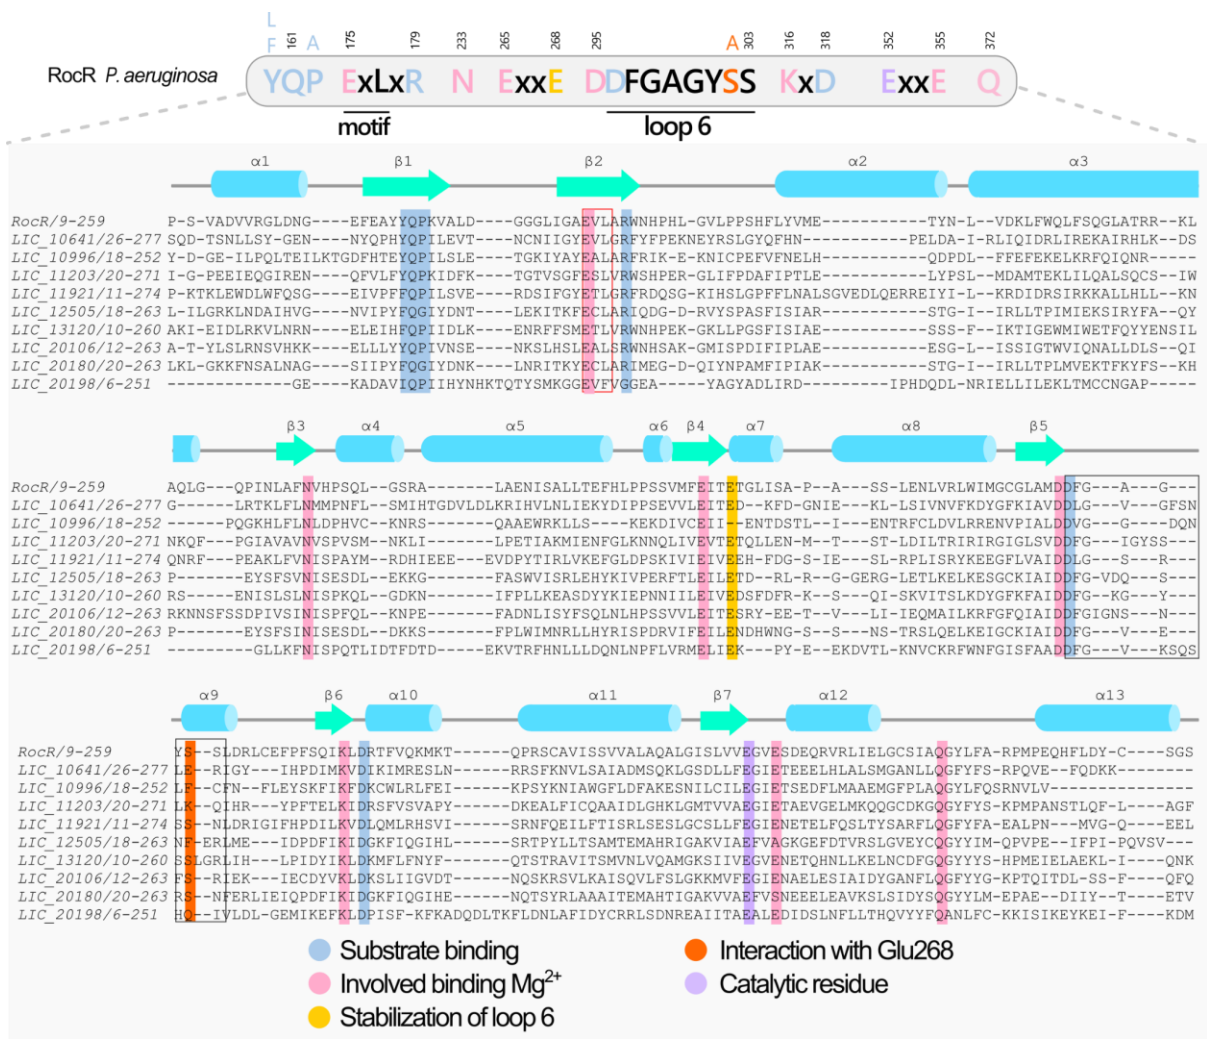 L
F 161 A 175 179 233 265 268 295 A 303 316 318 352 355 372
RocR P. aeruginosa YQP ExLxR N ExxE DDFGAGYSS KxD ExxE Q
motif loop 6
α1 β1 β2 α2 α3
RocR/9-259 P-S-VADVVRGLDNG----EFEAYYQPKVALD----GGGLIGAEVLARWNHPHL-GVLPPSHFLYVME-----------TYN-L--VDKLFWQLFSQGLATRR--KL
LIC_10641/26-277 SQD-TSNLLSY-GEN----NYQPHYQPILEVT----NCNIIGYEVLGRFYFPEKNEYRSLGYQFHN-----------PELDA-I-RLIQIDRLIREKAIRHLK--DS
LIC_10996/18-252 Y-D-GE-ILPQLTEILKTGDFHTEYQPILSLE----TGKIYAYEALARFRIK-E-KNICPEFVFNELH-----------QDPDL--FFEFEKELKRFQIQNR-----
LIC_11203/20-271 I-G-PEEIEQGIREN----QFVLFYQPKIDFK----TGTVSGFESLVRWSHPER-GLIFPDAFIPTLE-----------LYPSL--MDAMTEKLILQALSQCS--IW
LIC_11921/11-274 P-KTKLEWDLWFQSG----EIVPFFQPILSVE----RDSIFGYETLGRFRDQSG-KIHSLGPFFLNALSGVEDLQERREIYI-L--KRDIDRSIRKKALLHLL--KN
LIC_12505/18-263 L-ILGRKLNDAIHVG----NVIPYFQGIYDNT----LEKITKFECLARIQDG-D-RVYSPASFISIAR-----------STG-I--IRLLTPIMIEKSIRYFA--QY
LIC_13120/10-260 AKI-EIDLRKVLNRN----ELEIHFQPIIDLK----ENRFFSMETLVRWNHPEK-GKLLPGSFISIAE-----------SSS-F--IKTIGEWMIWETFQYYENSIL
LIC_20106/12-263 A-T-YLSLRNSVHKK----ELLLYYQPIVNSE----NKSLHSLEALSRWNHSAK-GMISPDIFIPLAE-----------ESG-L--ISSIGTWVIQNALLDLS--QI
LIC_20180/20-263 LKL-GKKFNSALNAG----SIIPYFQGIYDNK----LNRITKYECLARIMEG-D-QIYNPAMFIPIAK-----------STG-I--IRLLTPLMVEKTFKYFS--KH
LIC_20198/6-251 -----------GE----KADAVIQPIIHYNHKTQTYSMKGGEVFVGGEA----YAGYADLIRD--------IPHDQDL-NRIELLILEKLTMCCNGAP-----
β3 α4 α5 α6 β4 α7 α8 β5
RocR/9-259 AQLG---QPINLAFNVHPSQL--GSRA------LAENISALLTEFHLPPSSVMFEITETGLISA-P--A---SS-LENLVRLWIMGCGLAMDDFG---A---G---
LIC_10641/26-277 G-------LRTKLFLNMMPNFL-SMIHTGDVLDLKRIHVLNLIEKYDIPPSEVVLEITED-KFD-GNIE---KL-LSIVNVFKDYGFKIAVDDLG---V---GFSN
LIC_10996/18-252 ------PQGKHLFLNLDPHVC--KNRS------QAAEWRKLLS----KEKDIVCEII--ENTDSTL--I----ENTRFCLDVLRRENVPIALDDVG---G---DQN
LIC_11203/20-271 NKQF---PGIAVAVNVSPVSM--NKLI------LPETIAKMIENFGLKNNQLIVEVTETQLLEN-M--T---ST-LDILTRIRIRGIGLSVDDFG---IGYSS---
LIC_11921/11-274 QNRF---PEAKLFVNISPAYM--RDHIEEE---EVDPYTIRLVKEFGLDPSKIVIEIVEEH-FDG-S-IE---SL-RPLISRYKEEGFLVAIDDLG---S---R---
LIC_12505/18-263 P------EYSFSVNISESDL--EKKG------FASWVISRLEHYKIVPERFTLEILETD-RL-R--G-GERG-LETLKELKESGCKIAIDDFG-VDQ---S---
LIC_13120/10-260 RS-----ENISLSLNISPKQL--GDKN------IFPLLKEASDYYKIEPNNIILEIVEDSFDFR-K--S----QI-SKVITSLKDYGFKFAIDDFG---KG---Y---
LIC_20106/12-263 RKNNSFSSDPIVSINISPFQL--KNPE------FADNLISYFSQLNLHPSSVVLEITESRY-EE--T--V----LI-IEQMAILKRFGFQIAIDDFGIGNS---N---
LIC_20180/20-263 P------EYSFSINISESDL--DKKS------FPLWIMNRLLHYRISPDRVIFEILENDHWNG-S--S----NS-TRSLQELKEIGCKIAIDDFG---V---E---
LIC_20198/6-251 --------GLLKFNISPQTLIDTFDTD-----EKVTRFHNLLLDQNLNPFLVRMELIEK---PY-E--EKDVTL-KNVCKRFWNFGISFAADDFG---V---KSQS
α9 β6 α10 α11 β7 α12 α13
RocR/9-259 YS--SLDRLCEFPFSQIKLDRTFVQKMKT------QPRSCAVISSVVALAQALGISLVVEGVESDEQRVRLIELGCSIAQGYLFA-RPMPEQHFLDY-C----SGS
LIC_10641/26-277 LE--RIGY---IHPDIMKVDIKIMRESLN------RRSFKNVLSAIADMSQKLGSDLLFEGIETEEELHLALSMGANLLQGFYFS-RPQVE--FQDKK------
LIC_10996/18-252 LF--CFN--FLEYSKFIKFDKCWLRLFEI------KPSYKNIAWGFLDFAKESNILCILEGIETSEDFLMAAEMGFPLAQGYLFQSRNVLV------------
LIC_11203/20-271 LK--QIHR---YPFTELKIDRSFVSVAPY------DKEALFICQAAIDLGHKLGMTVVAEGIETAEVGELMKQQGCDKGQGYYFS-KPMPANSTLQF-L----AGF
LIC_11921/11-274 SS--NLDRIGIFHPDILKVDLQMLRHSVI------SRNFQEILFTISRLSESLGCSLLFEGIENETELFQSLTYSARFLQGFYFA-EALPN---MVG-Q----EEL
LIC_12505/18-263 NF-ERLME---IDPDFIKIDGKFIQGIHL------SRTPYLLTSAMTEMAHRIGAKVIAEFVAGKGEFDTVRSLGVEYCQGYYIM-QPVPE---IFPI-PQVSV--
LIC_13120/10-260 SSLGRLIH---LPIDYIKLDKMFLFNYF-------QTSTRAVITSMVNLVQAMGKSIIVEGVENETQHNLLKELNCDFGQGYYYS-HPMEIELAEKL-I----QNK
LIC_20106/12-263 FS--RIEK---IECDYVKLDKSLIIGVDT------NQSKRSVLKAISQVLFSLGKKMVFEGIENAELESIAIDYGANFLQGFYYG-KPQTITDL-SS-F----QFQ
LIC_20180/20-263 RS--NFERLIEIQPDFIKIDGKFIQGIHE------NQTSYRLAAAITEMAHTIGAKVVAEFVSNEEELEAVKSLSIDYSQGYYLM-EPAE---DIIY-T----ETV
LIC_20198/6-251 HQ--IVLDL-GEMIKEFKLDPISF-KFKADQDLTKFLDNLAFIDYCRRLSDNREAIITAEALEDIDSLNFLLTHQVYYFQANLFC-KKISIKEYKEI-F----KDM
Substrate binding Interaction with Glu268
Involved binding Mg2+ Catalytic residue
Stabilization of loop 6